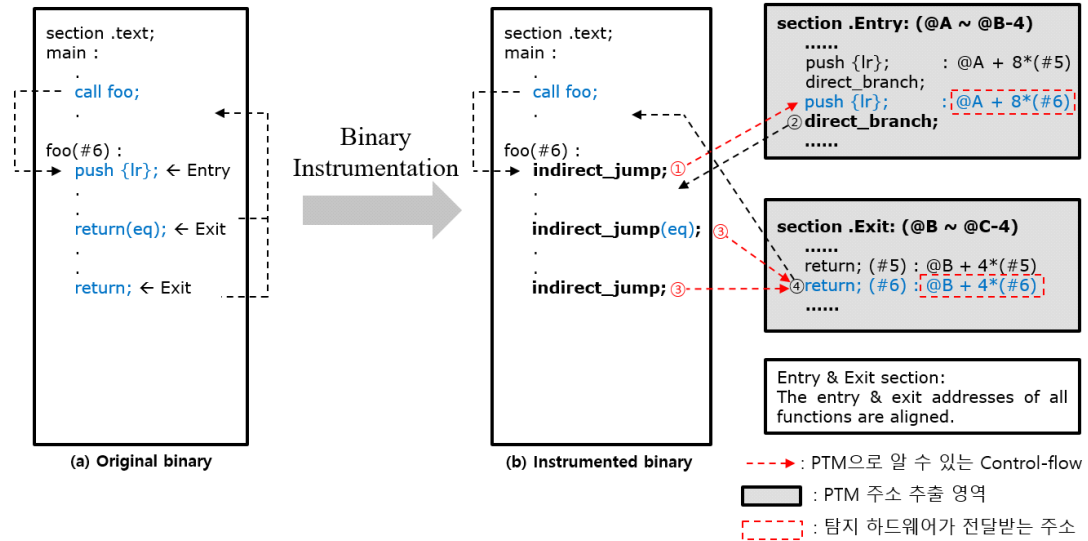 section .text;
main :
.
call foo;
.
.
foo(#6) :
push {lr}; ← Entry
.
.
return(eq); ← Exit
.
.
return; ← Exit
(a) Original binary
Binary
Instrumentation
section .text;
main :
.
call foo;
.
.
foo(#6) :
indirect_jump; ①
.
.
indirect_jump(eq); ③
.
.
indirect_jump; ③
(b) Instrumented binary
section .Entry: (@A ~ @B-4)
......
push {lr}; : @A + 8*(#5)
direct_branch;
push {lr}; : @A + 8*(#6)
② direct_branch;
......
section .Exit: (@B ~ @C-4)
......
return; (#5) : @B + 4*(#5)
④ return; (#6) : @B + 4*(#6)
......
Entry & Exit section:
The entry & exit addresses of all
functions are aligned.
: PTM으로 알 수 있는 Control-flow
: PTM 주소 추출 영역
: 탐지 하드웨어가 전달받는 주소